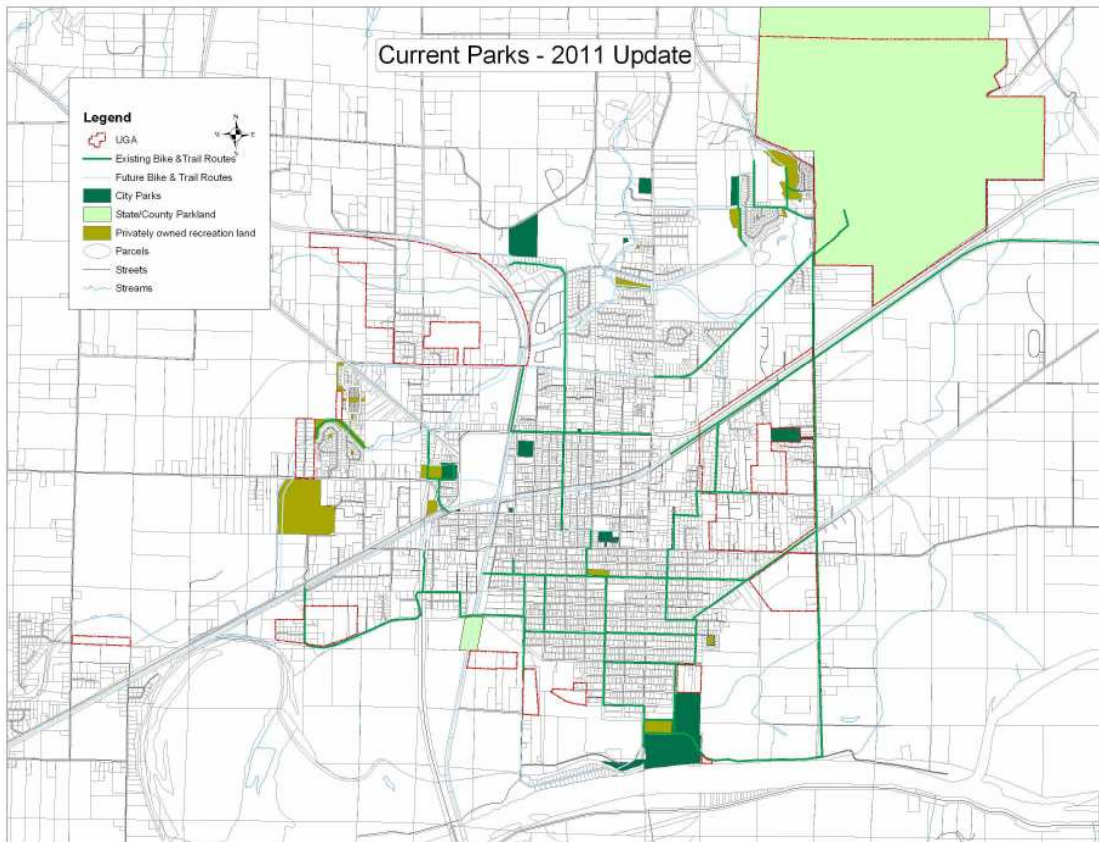 Current Parks - 2011 Update
Legend
N
W E
S
UGA
Existing Bike &Trail Routes
Future Bike & Trail Routes
City Parks
State/County Parkland
Privately owned recreation land
Parcels
Streets
Streams